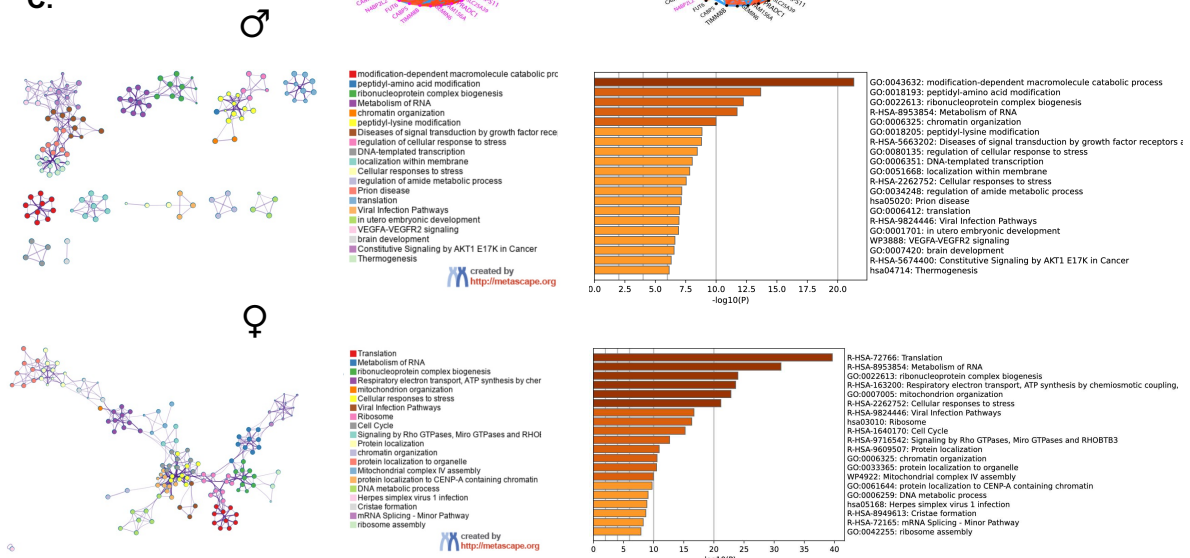 C.
FUT6
CABP5
TIMM8B
FUT6
CABP5
TIMM8B
♂
modification-dependent macromolecule catabolic prc
peptidyl-amino acid modification
ribonucleoprotein complex biogenesis
Metabolism of RNA
chromatin organization
peptidyl-lysine modification
Diseases of signal transduction by growth factor rece
regulation of cellular response to stress
DNA-templated transcription
localization within membrane
Cellular responses to stress
regulation of amide metabolic process
Prion disease
translation
Viral Infection Pathways
in utero embryonic development
VEGFA-VEGFR2 signaling
brain development
Constitutive Signaling by AKT1 E17K in Cancer
Thermogenesis
created by
http://metascape.org
GO:0043632: modification-dependent macromolecule catabolic process
GO:0018193: peptidyl-amino acid modification
GO:0022613: ribonucleoprotein complex biogenesis
R-HSA-8953854: Metabolism of RNA
GO:0006325: chromatin organization
GO:0018205: peptidyl-lysine modification
R-HSA-5663202: Diseases of signal transduction by growth factor receptors a
GO:0080135: regulation of cellular response to stress
GO:0006351: DNA-templated transcription
GO:0051668: localization within membrane
R-HSA-2262752: Cellular responses to stress
GO:0034248: regulation of amide metabolic process
hsa05020: Prion disease
GO:0006412: translation
R-HSA-9824446: Viral Infection Pathways
GO:0001701: in utero embryonic development
WP3888: VEGFA-VEGFR2 signaling
GO:0007420: brain development
R-HSA-5674400: Constitutive Signaling by AKT1 E17K in Cancer
hsa04714: Thermogenesis
0.0 2.5 5.0 7.5 10.0 12.5 15.0 17.5 20.0
-log10(P)
♀
Translation
Metabolism of RNA
ribonucleoprotein complex biogenesis
Respiratory electron transport, ATP synthesis by cher
mitochondrion organization
Cellular responses to stress
Viral Infection Pathways
Ribosome
Cell Cycle
Signaling by Rho GTPases, Miro GTPases and RHOI
Protein localization
chromatin organization
protein localization to organelle
Mitochondrial complex IV assembly
protein localization to CENP-A containing chromatin
DNA metabolic process
Herpes simplex virus 1 infection
Cristae formation
mRNA Splicing - Minor Pathway
ribosome assembly
created by
http://metascape.org
R-HSA-72766: Translation
R-HSA-8953854: Metabolism of RNA
GO:0022613: ribonucleoprotein complex biogenesis
R-HSA-163200: Respiratory electron transport, ATP synthesis by chemiosmotic coupling,
GO:0007005: mitochondrion organization
R-HSA-2262752: Cellular responses to stress
R-HSA-9824446: Viral Infection Pathways
hsa03010: Ribosome
R-HSA-1640170: Cell Cycle
R-HSA-9716542: Signaling by Rho GTPases, Miro GTPases and RHOBTB3
R-HSA-9609507: Protein localization
GO:0006325: chromatin organization
GO:0033365: protein localization to organelle
WP4922: Mitochondrial complex IV assembly
GO:0061644: protein localization to CENP-A containing chromatin
GO:0006259: DNA metabolic process
hsa05168: Herpes simplex virus 1 infection
R-HSA-8949613: Cristae formation
R-HSA-72165: mRNA Splicing - Minor Pathway
GO:0042255: ribosome assembly
0 5 10 15 20 25 30 35 40